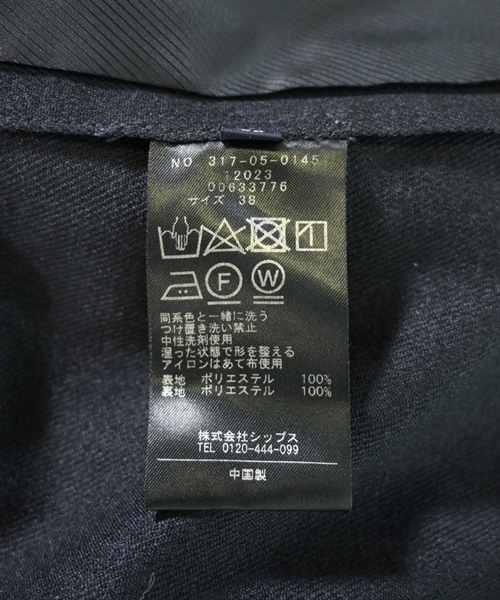 NO 317-05-0145
12023
00633776
サイズ 38
F W
同系色と一緒に洗う
つけ置き洗い禁止
中性洗剤使用
湿った状態で形を整える
アイロンはあて布使用
表地 ポリエステル 100%
裏地 ポリエステル 100%
株式会社シップス
TEL 0120-444-099
中国製